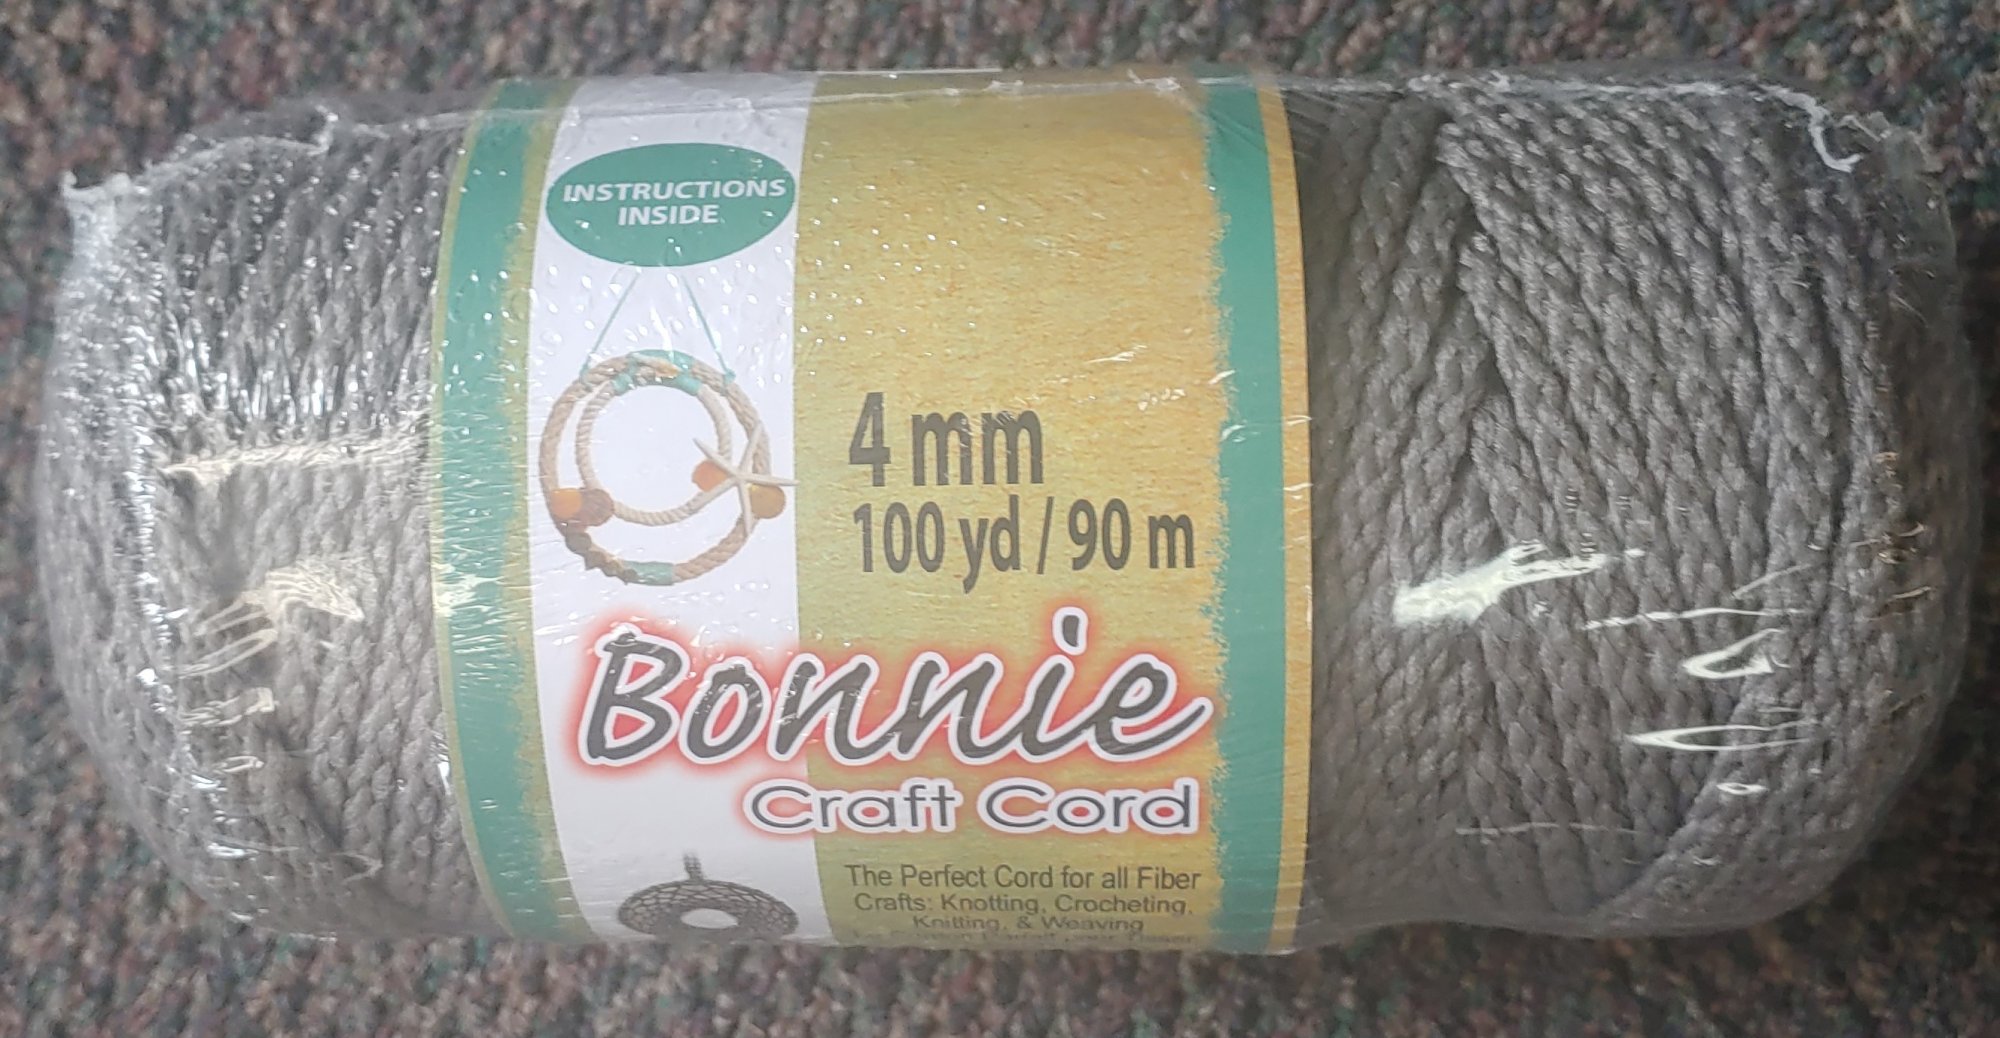 INSTRUCTIONS
INSIDE
4 mm
100 yd / 90 m
Bonnie
Craft Cord
The Perfect Cord for all Fiber
Crafts: Knotting, Crocheting,
Knitting, & Weaving